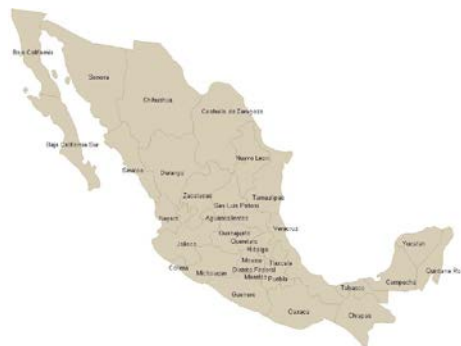 Baja California
Sonora
Chihuahua
Coahuila de Zaragoza
Baja California Sur
Nuevo Leon
Sinaloa
Durango
Zacatecas
Tamaulipas
San Luis Potosi
Nayarit
Aguascalientes
Veracruz
Guanajuato
Jalisco
Queretaro
Hidalgo
Yucatan
Colima
Mexico
Tlaxcala
Michoacan
Distrito Federal
Morelos
Puebla
Campeche
Quintana Ro
Tabasco
Guerrero
Oaxaca
Chiapas